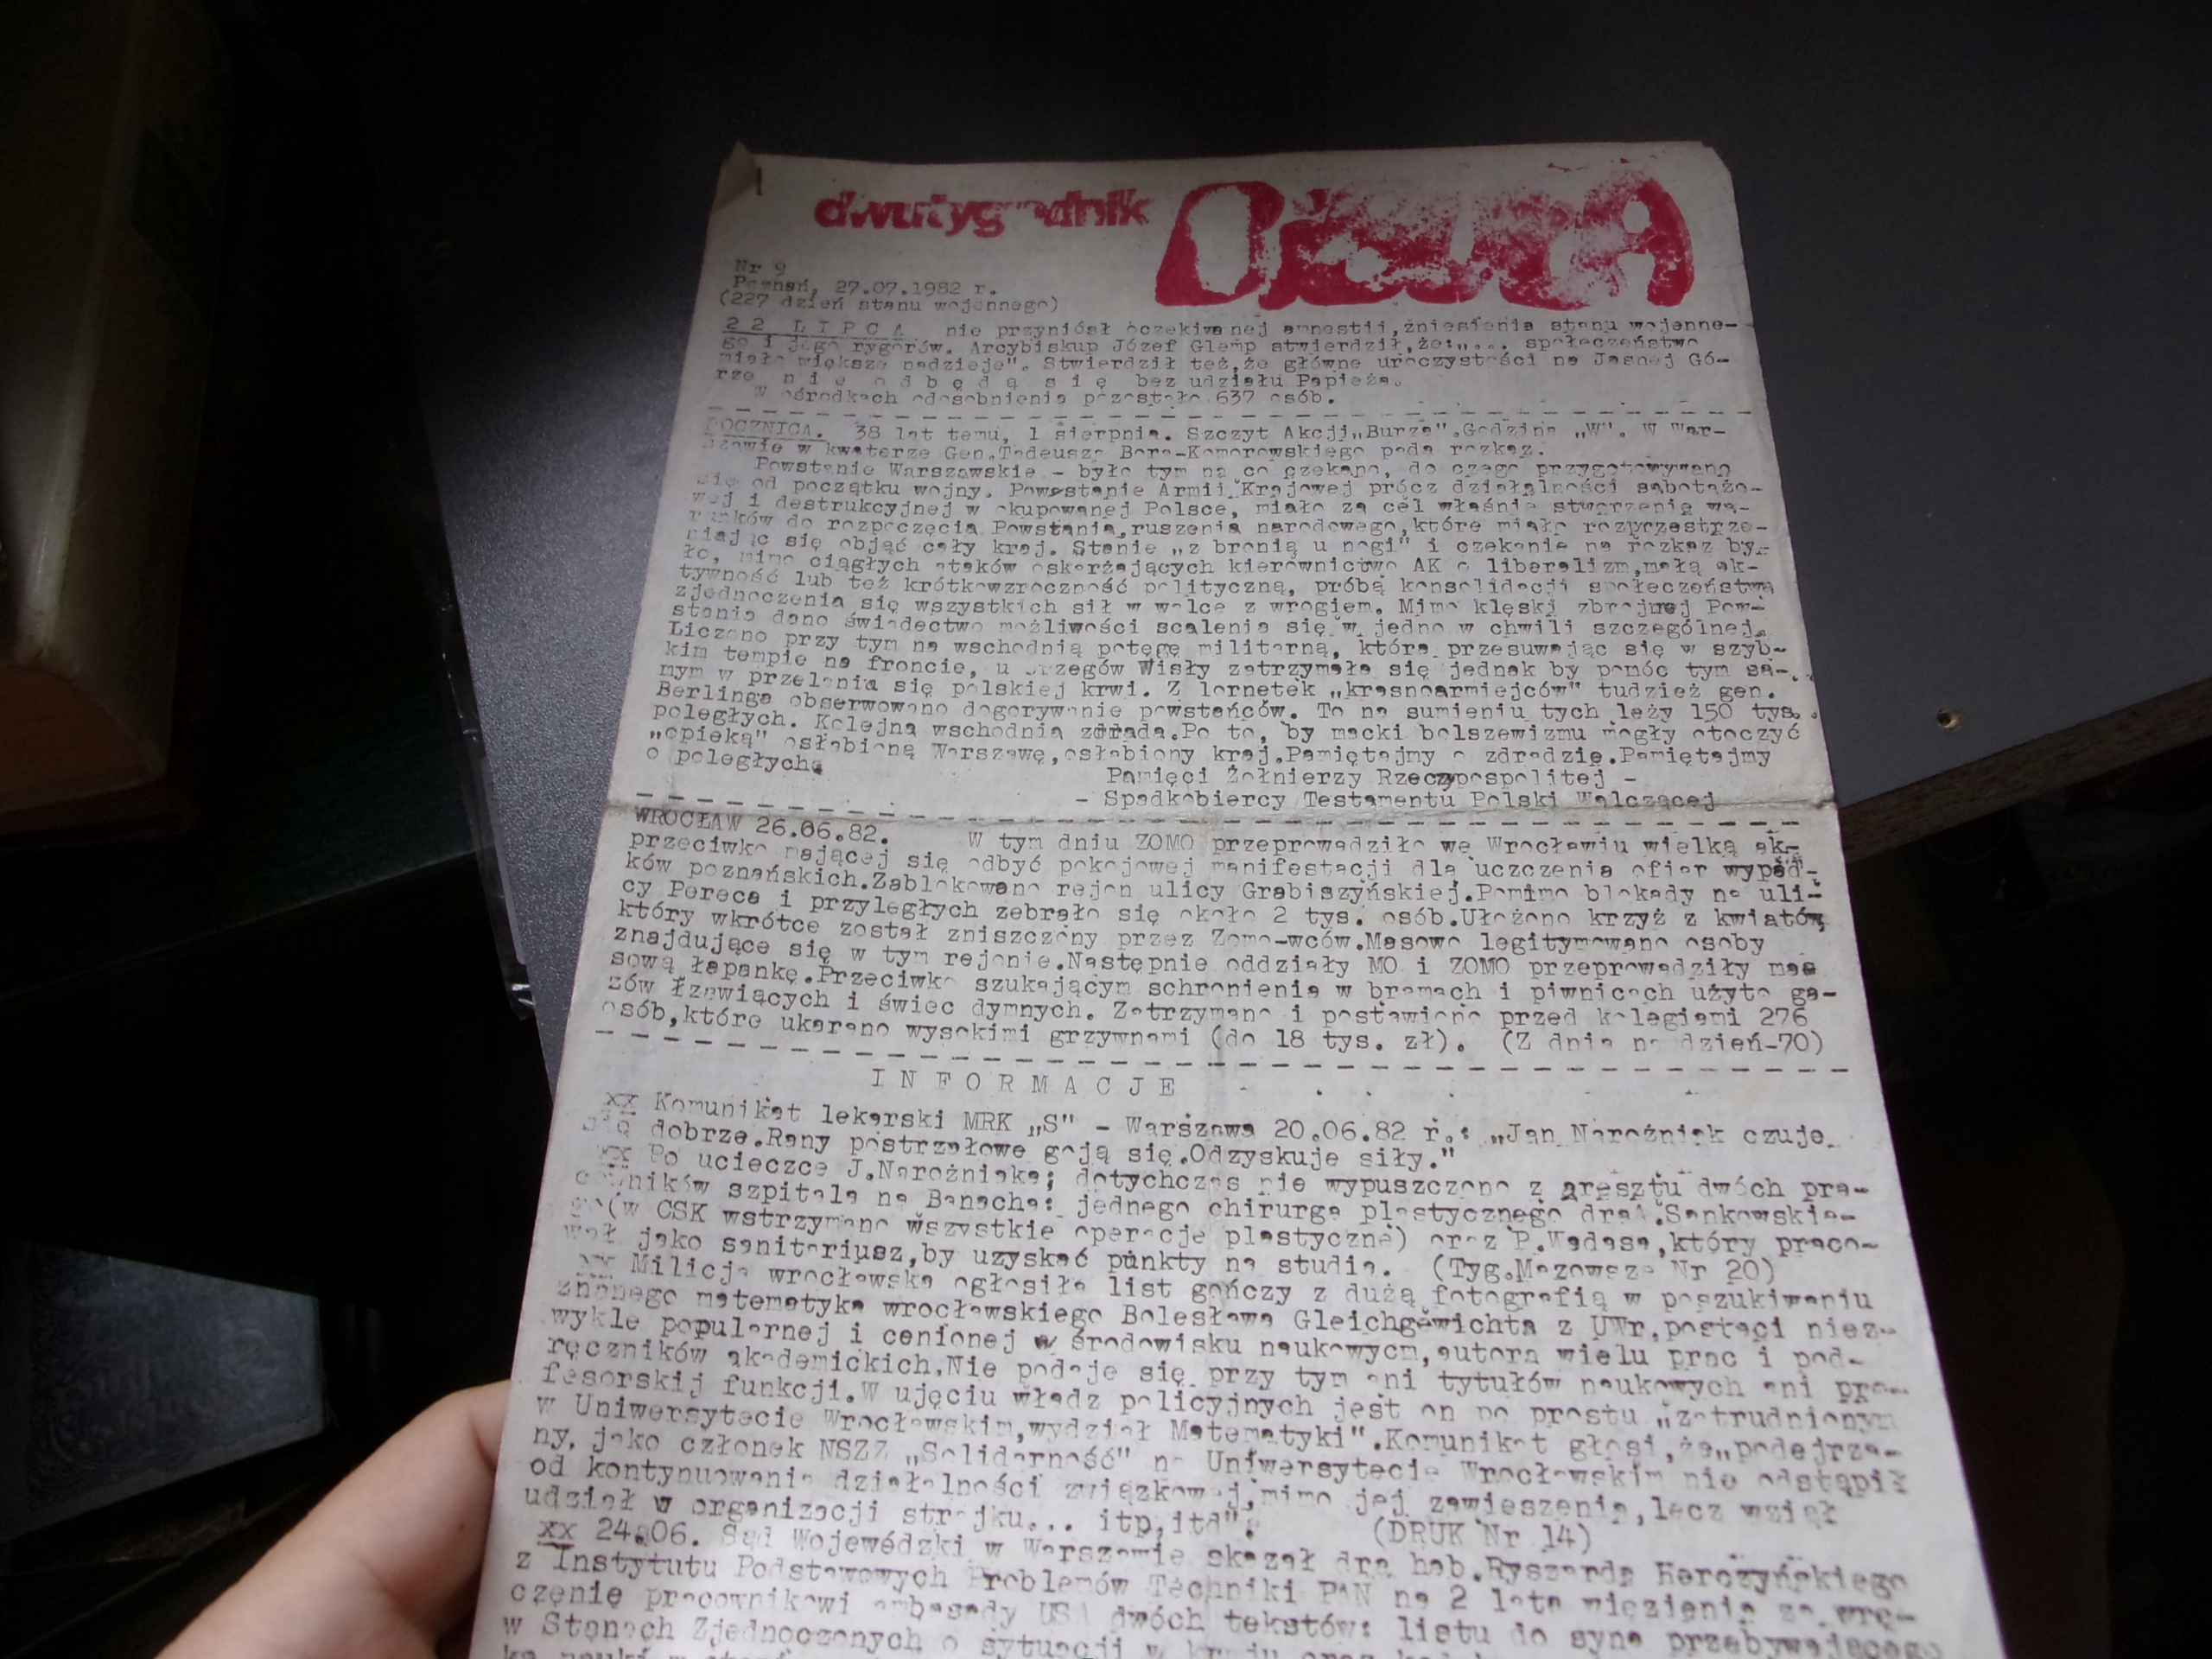 dwutygodnik
Nr 9
Poznań, 27.07.1982 r.
(227 dzień stanu wojennego)
22 LIPCA nie przyniósł oczekiwanej amnestii,zniesienia stanu wojenne-
go i jego rygorów. Arcybiskup Józef Glemp stwierdził,że:„... społeczeństwo
miało większe nadzieje". Stwierdził też,że główne uroczystości na Jasnej Gó-
rze nie odbędą się bez udziału Papieża.
W ośrodkach odosobnienia pozostało 637 osób.
ROCZNICA. 38 lat temu, 1 sierpnia. Szczyt Akcji„Burza".Godzina „W". W War-
szawie w kwaterze Gen.Tadeusza Bora-Komorowskiego pada rozkaz.
Powstanie Warszawskie - było tym na co czekano, do czego przygotowywano
się od początku wojny. Powstanie Armii Krajowej prócz działalności sabotażo-
wej i destrukcyjnej w okupowanej Polsce, miało za cel właśnie stworzenie wa-
runków do rozpoczęcia Powstania,ruszenia narodowego,które miało rozprzestrze-
niając się objąć cały kraj. Stanie „z bronią u nogi" i czekanie na rozkaz by-
ło, mimo ciągłych ataków oskarżających kierownictwo AK o liberalizm,małą ak-
tywność lub też krótkowzroczność polityczną, próbą konsolidacji społeczeństwa
zjednoczenia się wszystkich sił w walce z wrogiem. Mimo klęski zbrojnej Pow-
stania dano świadectwo możliwości scalenia się w jedno w chwili szczególnej.
Liczono przy tym na wschodnią potęgę militarną, która przesuwając się w szyb-
kim tempie na froncie, u brzegów Wisły zatrzymała się jednak by pomóc tym sa-
mym w przelania się polskiej krwi. Z lornetek „krasnoarmiejców" tudzież gen.
Berlinga obserwowano dogorywanie powstańców. To na sumieniu tych leży 150 tys.
poległych. Kolejna wschodnia zdrada.Po to, by macki bolszewizmu mogły otoczyć
„opieką" osłabioną Warszawę,osłabiony kraj.Pamiętajmy o zdradzie.Pamiętajmy
o poległych.
Pamięci Żołnierzy Rzeczypospolitej -
- Spadkobiercy Testamentu Polski Walczącej
WROCŁAW 26.06.82. W tym dniu ZOMO przeprowadziło we Wrocławiu wielką ak-
przeciwko mającej się odbyć pokojowej manifestacji dla uczczenia ofiar wypad-
ków poznańskich.Zablokowano rejon ulicy Grabiszyńskiej.Pomimo blokady na uli-
cy Pereca i przyległych zebrało się około 2 tys. osób.Ułożono krzyż z kwiatów,
który wkrótce został zniszczony przez Zomo-wców.Masowo legitymowano osoby
znajdujące się w tym rejonie.Następnie oddziały MO i ZOMO przeprowadziły mas
sową łapankę.Przeciwko szukającym schronienia w bramach i piwnicach użyto ga-
zów łzawiących i świec dymnych. Zatrzymano i postawiono przed kolegiami 276
osób,które ukarano wysokimi grzywnami (do 18 tys. zł). (Z dnia na dzień-70)
INFORMACJE
xx Komunikat lekarski MRK „S" - Warszawa 20.06.82 r.: „Jan Narożniak czuje
się dobrze.Rany postrzałowe goją się.Odzyskuje siły."
xx Po ucieczce J.Narożniaka; dotychczas nie wypuszczono z aresztu dwóch pra-
cowników szpitala na Banacha: jednego chirurga plastycznego dra Sankowskie-
go(w CSK wstrzymano wszystkie operacje plastyczne) oraz P.Wadasa,który praco-
wał jako sanitariusz,by uzyskać punkty na studia. (Tyg.Mazowsze Nr 20)
xx Milicja wrocławska ogłosiła list gończy z dużą fotografią w poszukiwaniu
znanego matematyka wrocławskiego Bolesława Gleichgewichta z UWr,postaci niez-
wykle popularnej i cenionej w środowisku naukowycm,autora wielu prac i pod-
ręczników akademickich.Nie podaje się przy tym ani tytułów naukowych ani pro-
fesorskij funkcji.W ujęciu władz policyjnych jest on po prostu „zatrudnionym
w Uniwersytecie Wrocławskim,wydział Matematyki".Komunikat głosi,że„podejrza-
ny, jako członek NSZZ „Solidarność" na Uniwersytecie Wrocławskim nie odstąpił
od kontynuowania działalności związkowej,mimo jej zawieszenia,lecz wziął
udział w organizacji strajku... itp,itd". (DRUK Nr 14)
xx 24.06. Sąd Wojewódzki w Warszawie skazał dra hab.Ryszarda Herczyńskiego
z Instytutu Podstawowych Problemów Techniki PAN na 2 lata więzienia za wrę-
czenie pracownikowi ambasady USA dwóch tekstów: listu do syna przebywającego
w Stanach Zjednoczonych o sytuacji w kraju